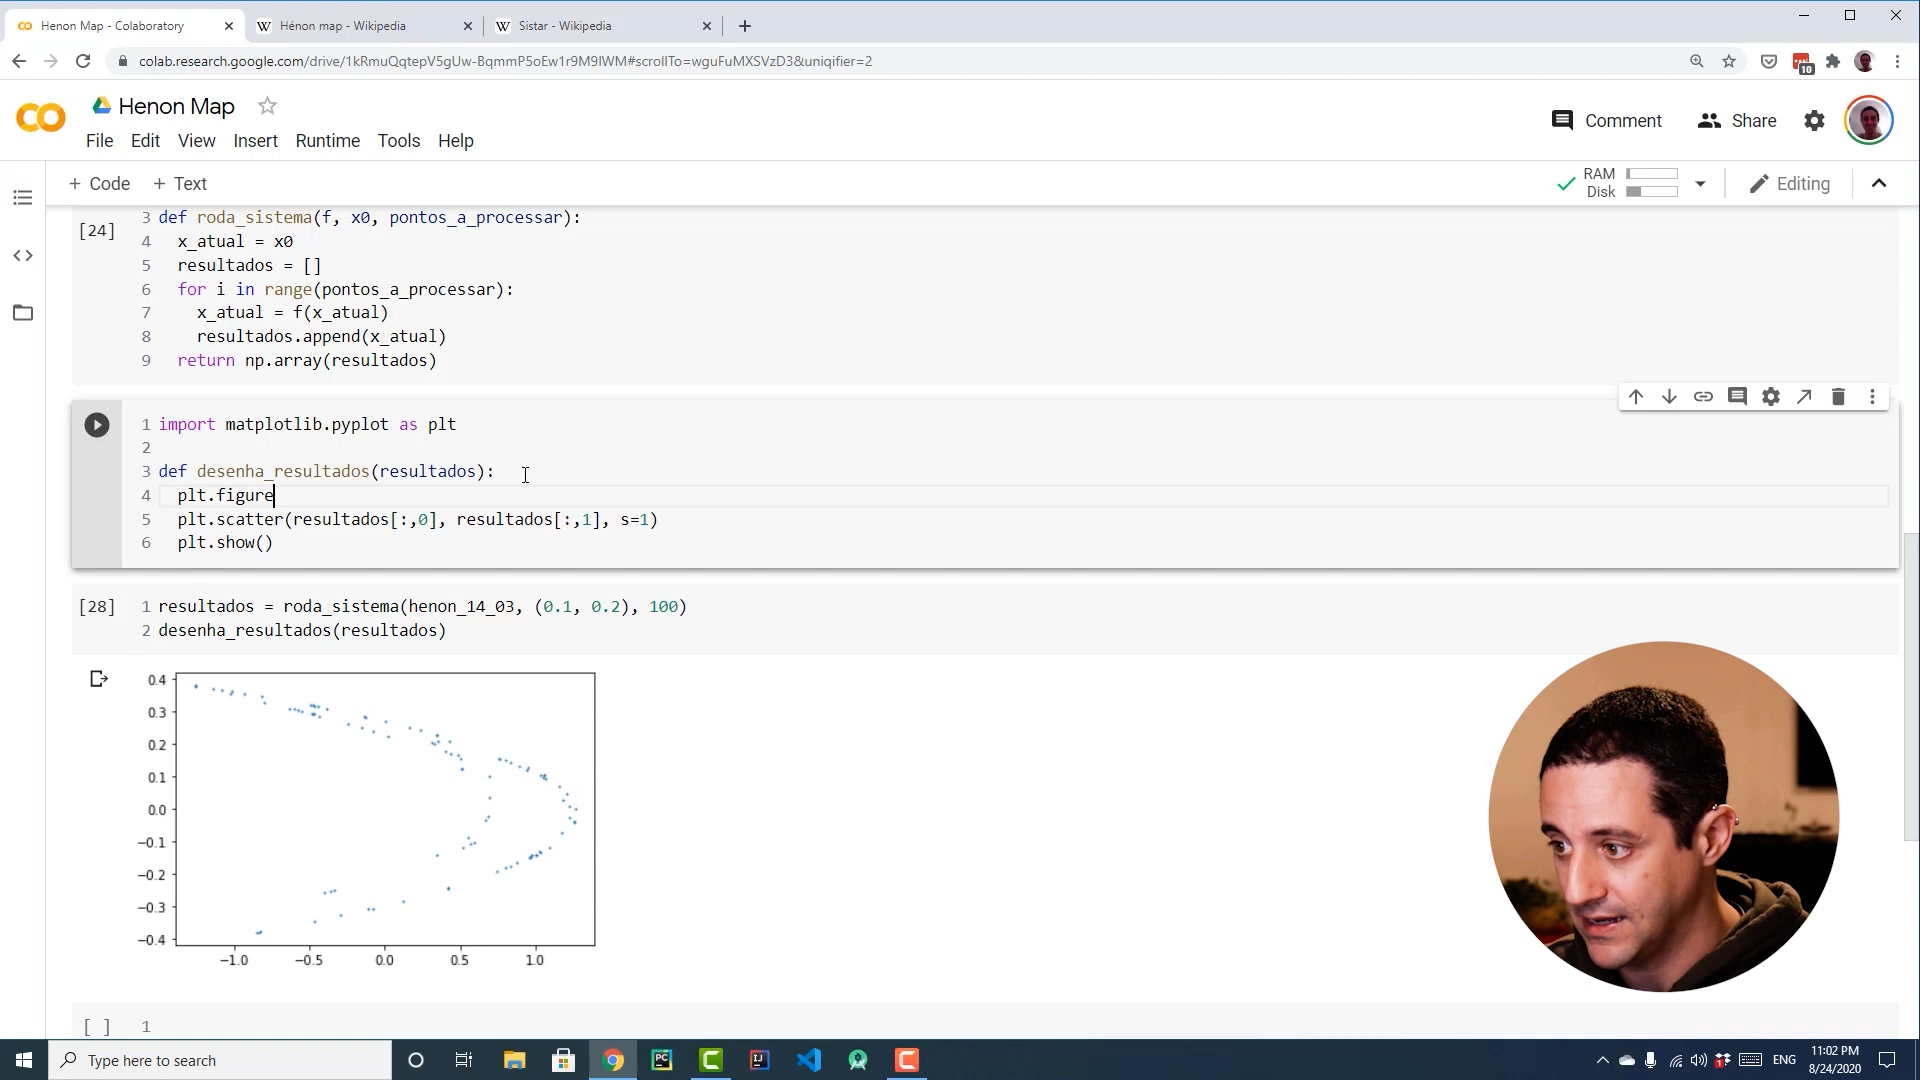 Henon Map - Colaboratory
Hénon map - Wikipedia
Sistar - Wikipedia
colab.research.google.com/drive/1kRmuQqtepV5gUw-BqmmP5oEw1r9M9IWM#scrollTo=wguFuMXSVzD3&uniqifier=2
10
Henon Map
Comment
Share
File Edit View Insert Runtime Tools Help
+ Code + Text
RAM
Disk
Editing
[24]
3 def roda_sistema(f, x0, pontos_a_processar):
4 x_atual = x0
5 resultados = []
6 for i in range(pontos_a_processar):
7 x_atual = f(x_atual)
8 resultados.append(x_atual)
9 return np.array(resultados)
1 import matplotlib.pyplot as plt
2
3 def desenha_resultados(resultados):
4 plt.figure
5 plt.scatter(resultados[:,0], resultados[:,1], s=1)
6 plt.show()
[28] 1 resultados = roda_sistema(henon_14_03, (0.1, 0.2), 100)
2 desenha_resultados(resultados)
0.4
0.3
0.2
0.1
0.0
−0.1
−0.2
−0.3
−0.4
−1.0 −0.5 0.0 0.5 1.0
[ ] 1
Type here to search
PC
IJ
1
ENG
11:02 PM
8/24/2020